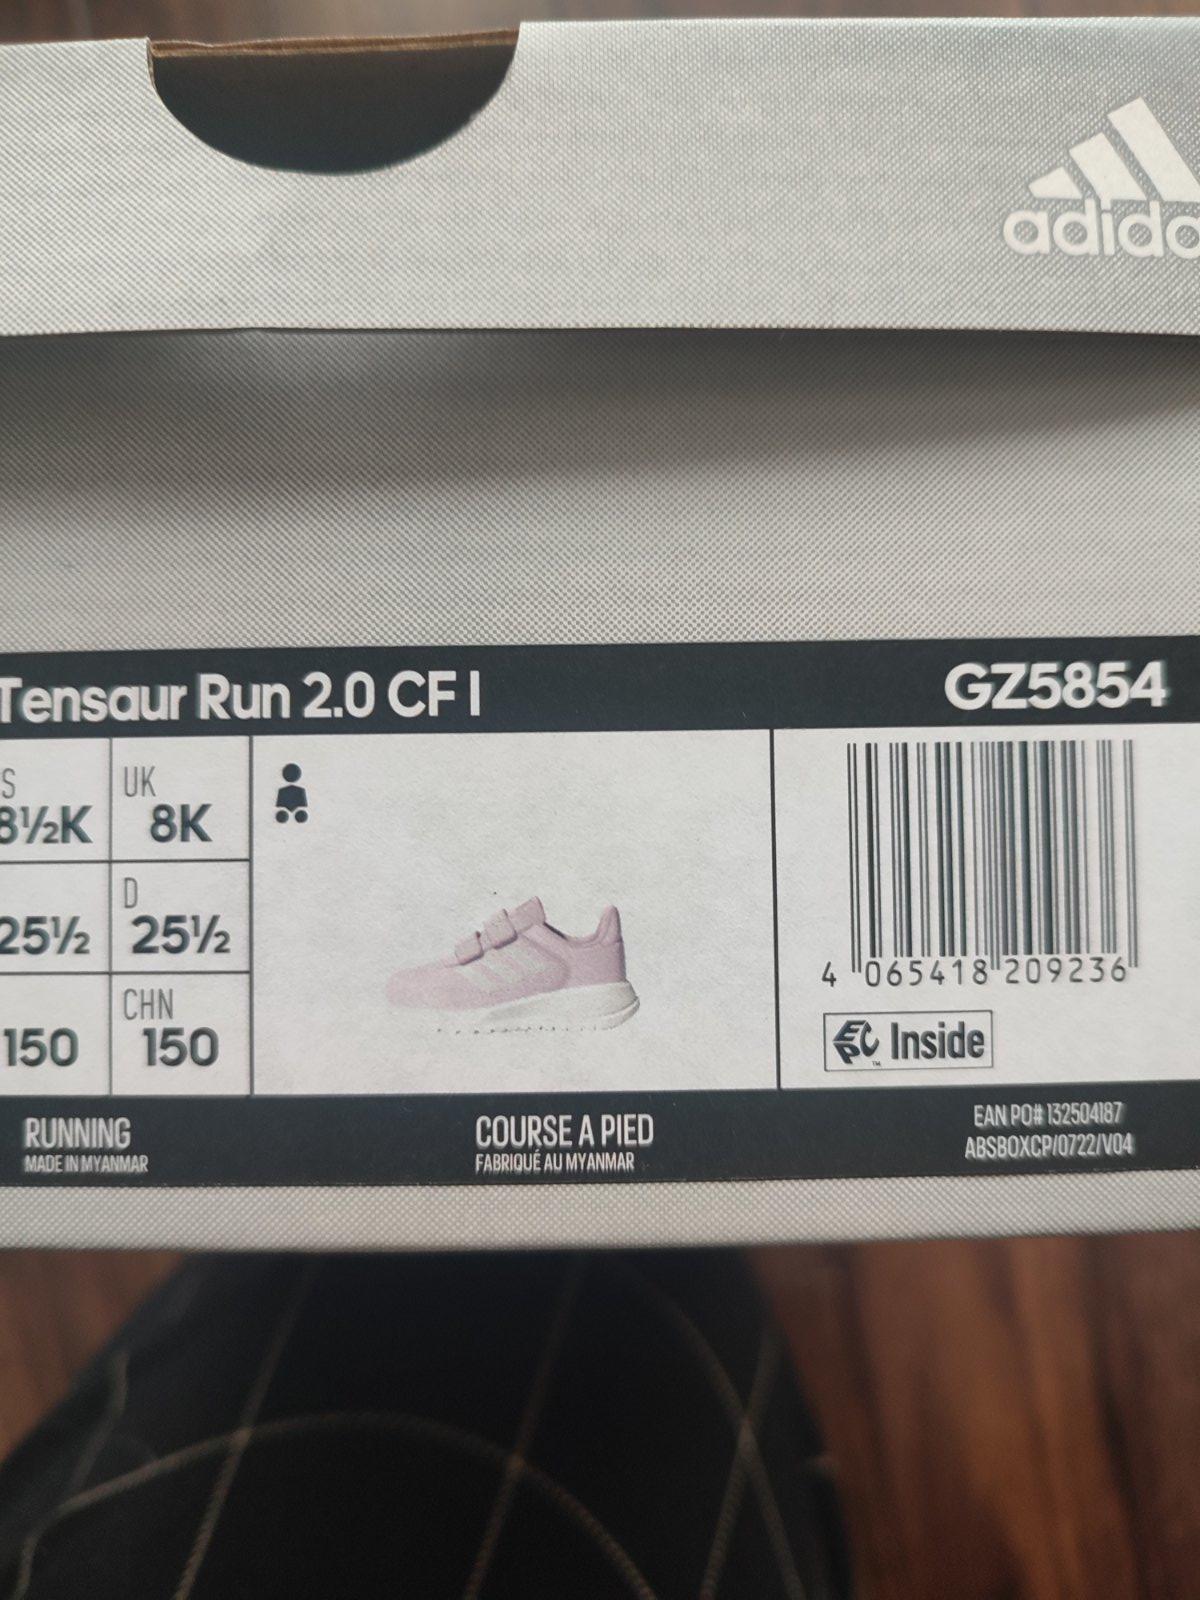 adida
Tensaur Run 2.0 CF I
GZ5854
S
8½K
UK
8K
25½
D
25½
150
CHN
150
4 065418 209236
EPC Inside
RUNNING
MADE IN MYANMAR
COURSE A PIED
FABRIQUÉ AU MYANMAR
EAN PO# 132504187
ABSBOXCP/0722/V04